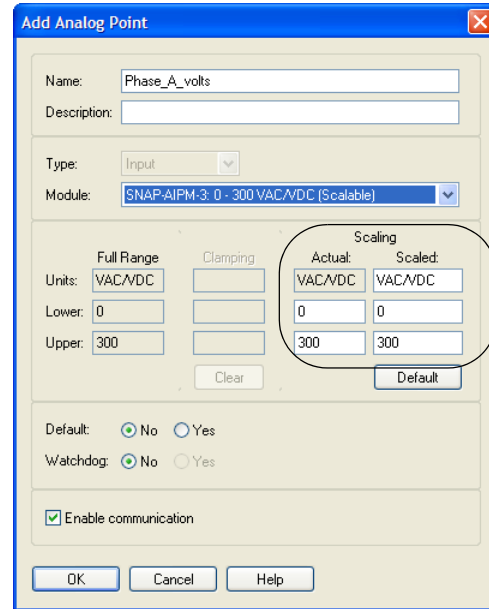 Add Analog Point
Name: Phase_A_volts
Description:
Type: Input
Module: SNAP-AIPM-3: 0 - 300 VAC/VDC (Scalable)
Scaling
Full Range Clamping Actual: Scaled:
Units: VAC/VDC VAC/VDC VAC/VDC
Lower: 0 0 0
Upper: 300 300 300
Clear Default
Default: No Yes
Watchdog: No Yes
Enable communication
OK Cancel Help